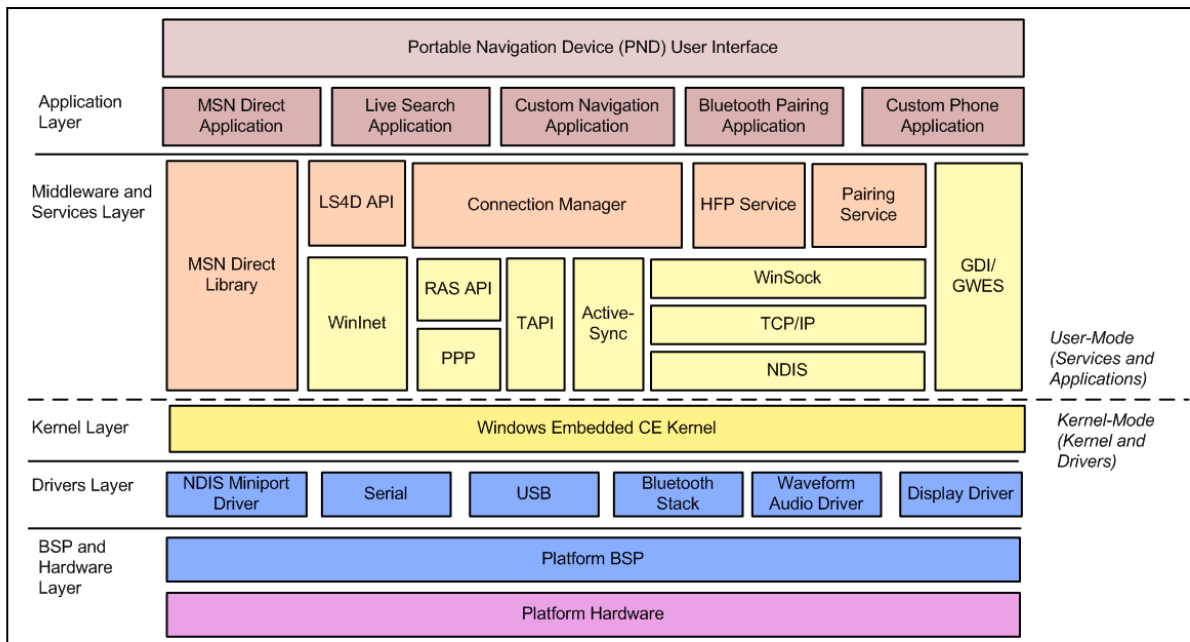 Portable Navigation Device (PND) User Interface
Application
Layer
MSN Direct
Application
Live Search
Application
Custom Navigation
Application
Bluetooth Pairing
Application
Custom Phone
Application
Middleware and
Services Layer
MSN Direct
Library
LS4D API
Connection Manager
HFP Service
Pairing
Service
GDI/
GWES
WinInet
RAS API
PPP
TAPI
Active-
Sync
WinSock
TCP/IP
NDIS
User-Mode
(Services and
Applications)
Kernel Layer
Windows Embedded CE Kernel
Kernel-Mode
(Kernel and
Drivers)
Drivers Layer
NDIS Miniport
Driver
Serial
USB
Bluetooth
Stack
Waveform
Audio Driver
Display Driver
BSP and
Hardware
Layer
Platform BSP
Platform Hardware